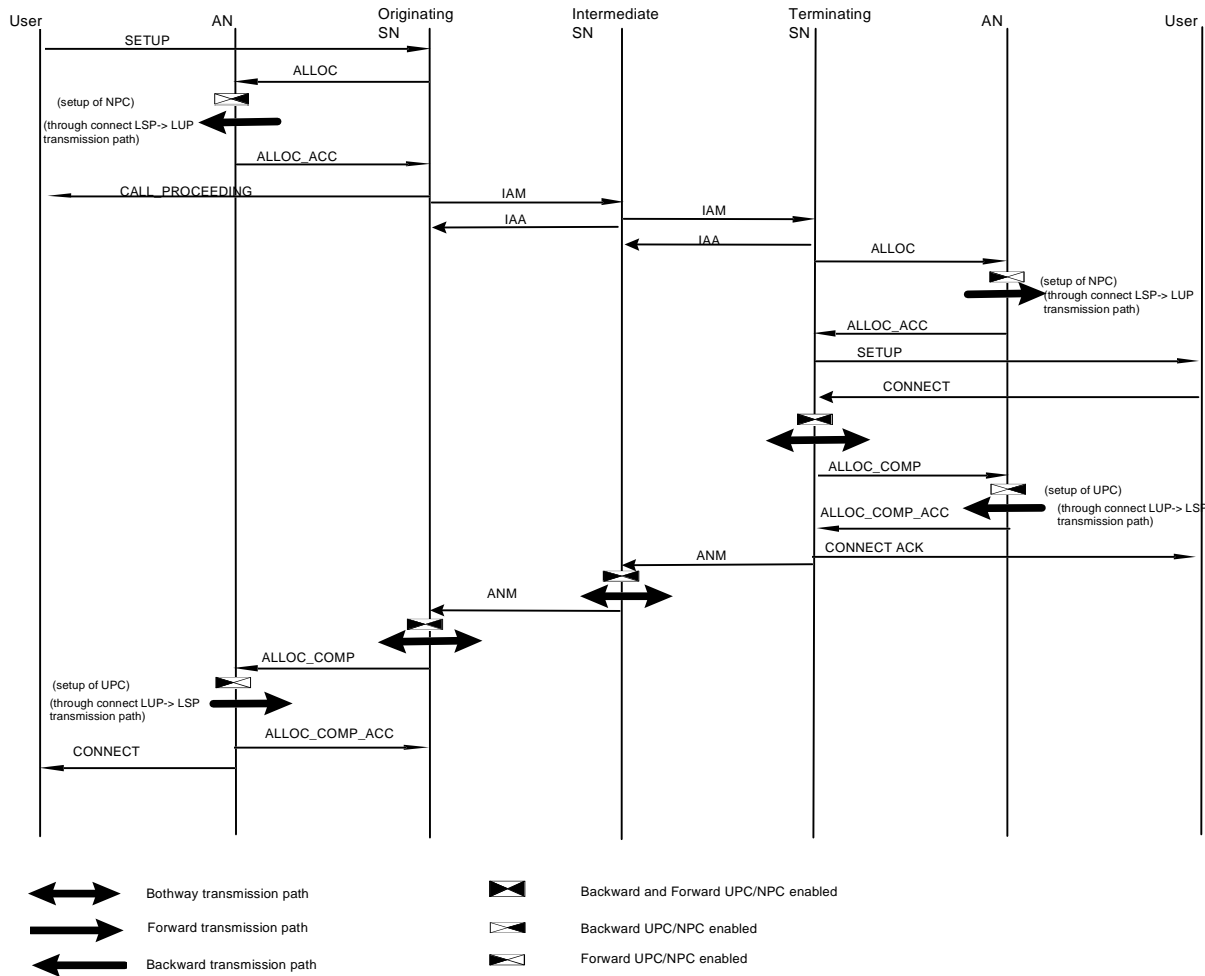 User
AN
Originating
SN
Intermediate
SN
Terminating
SN
AN
User
SETUP
ALLOC
(setup of NPC)
(through connect LSP-> LUP
transmission path)
ALLOC_ACC
CALL_PROCEEDING
IAM
IAM
IAA
IAA
ALLOC
(setup of NPC)
(through connect LSP-> LUP
transmission path)
ALLOC_ACC
SETUP
CONNECT
ALLOC_COMP
(setup of UPC)
(through connect LUP-> LSP
transmission path)
ALLOC_COMP_ACC
CONNECT ACK
ANM
ANM
ALLOC_COMP
(setup of UPC)
(through connect LUP-> LSP
transmission path)
ALLOC_COMP_ACC
CONNECT
Bothway transmission path
Backward and Forward UPC/NPC enabled
Forward transmission path
Backward UPC/NPC enabled
Backward transmission path
Forward UPC/NPC enabled